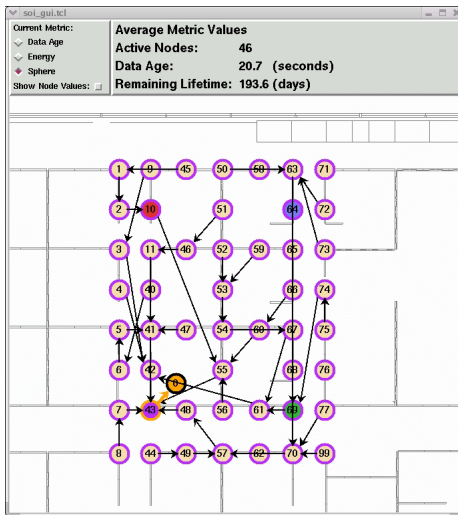 soi_gui.tcl
Current Metric:
Data Age
Energy
Sphere
Show Node Values:
Average Metric Values
Active Nodes: 46
Data Age: 20.7 (seconds)
Remaining Lifetime: 193.6 (days)
1 9 45 50 58 63 71
2 10 51 64 72
3 11 46 52 59 65 73
4 40 53 66 74
5 41 47 54 60 67 75
6 42 0 55 68 76
7 43 48 56 61 69 77
8 44 49 57 62 70 99